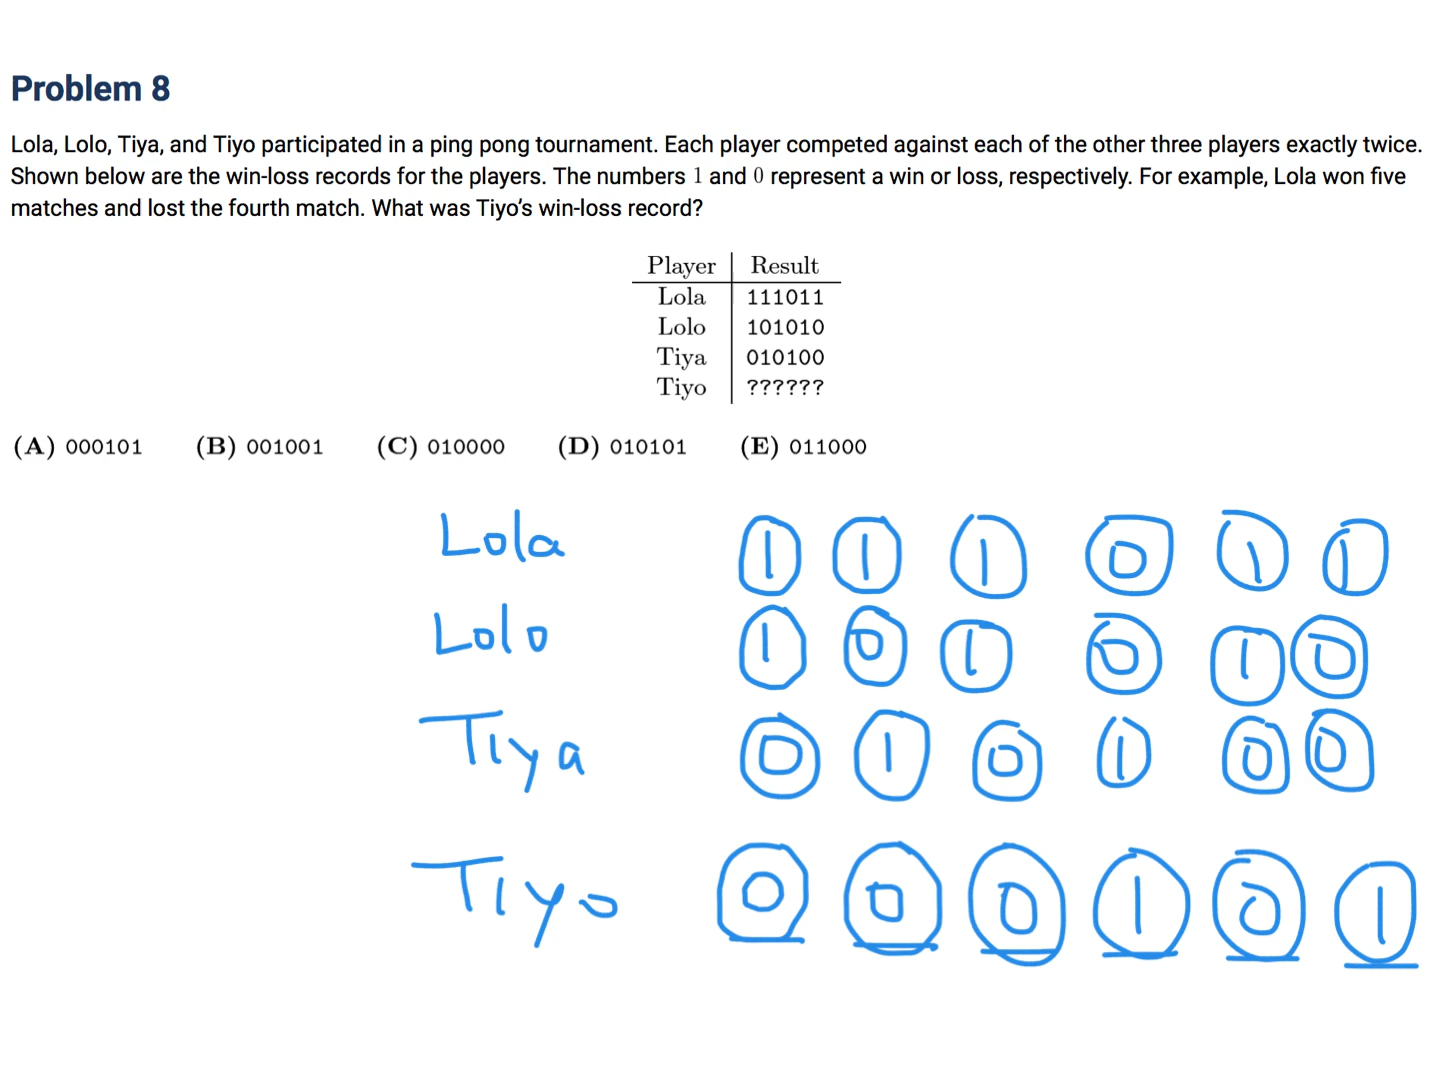 Problem 8
Lola, Lolo, Tiya, and Tiyo participated in a ping pong tournament. Each player competed against each of the other three players exactly twice.
Shown below are the win-loss records for the players. The numbers 1 and 0 represent a win or loss, respectively. For example, Lola won five
matches and lost the fourth match. What was Tiyo's win-loss record?
Player Result
Lola 111011
Lolo 101010
Tiya 010100
Tiyo ??????
(A) 000101 (B) 001001 (C) 010000 (D) 010101 (E) 011000
Lola 1 1 1 0 1 1
Lolo 1 0 1 0 1 0
Tiya 0 1 0 1 0 0
Tiyo 0 0 0 1 0 1